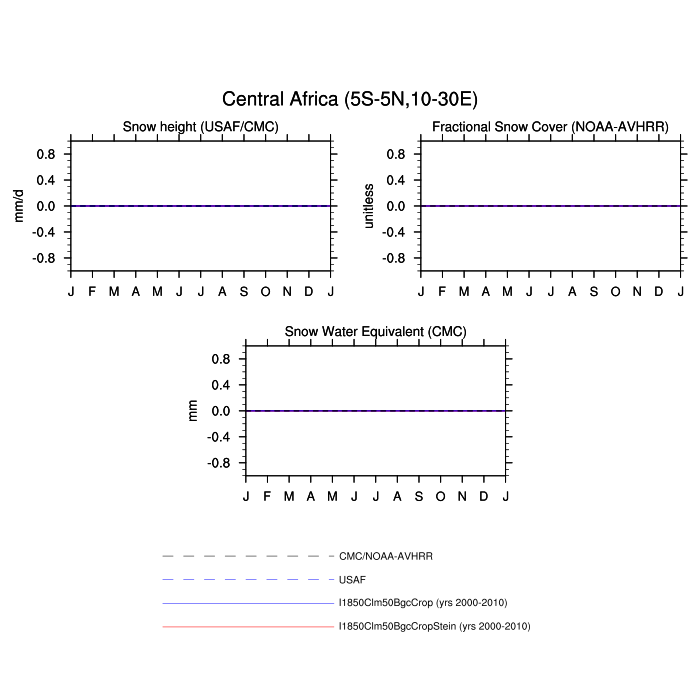 Central Africa (5S-5N,10-30E)
Snow height (USAF/CMC)
mm/d
0.8
0.4
0.0
-0.4
-0.8
J F M A M J J A S O N D J
Fractional Snow Cover (NOAA-AVHRR)
unitless
0.8
0.4
0.0
-0.4
-0.8
J F M A M J J A S O N D J
Snow Water Equivalent (CMC)
mm
0.8
0.4
0.0
-0.4
-0.8
J F M A M J J A S O N D J
CMC/NOAA-AVHRR
USAF
I1850Clm50BgcCrop (yrs 2000-2010)
I1850Clm50BgcCropStein (yrs 2000-2010)